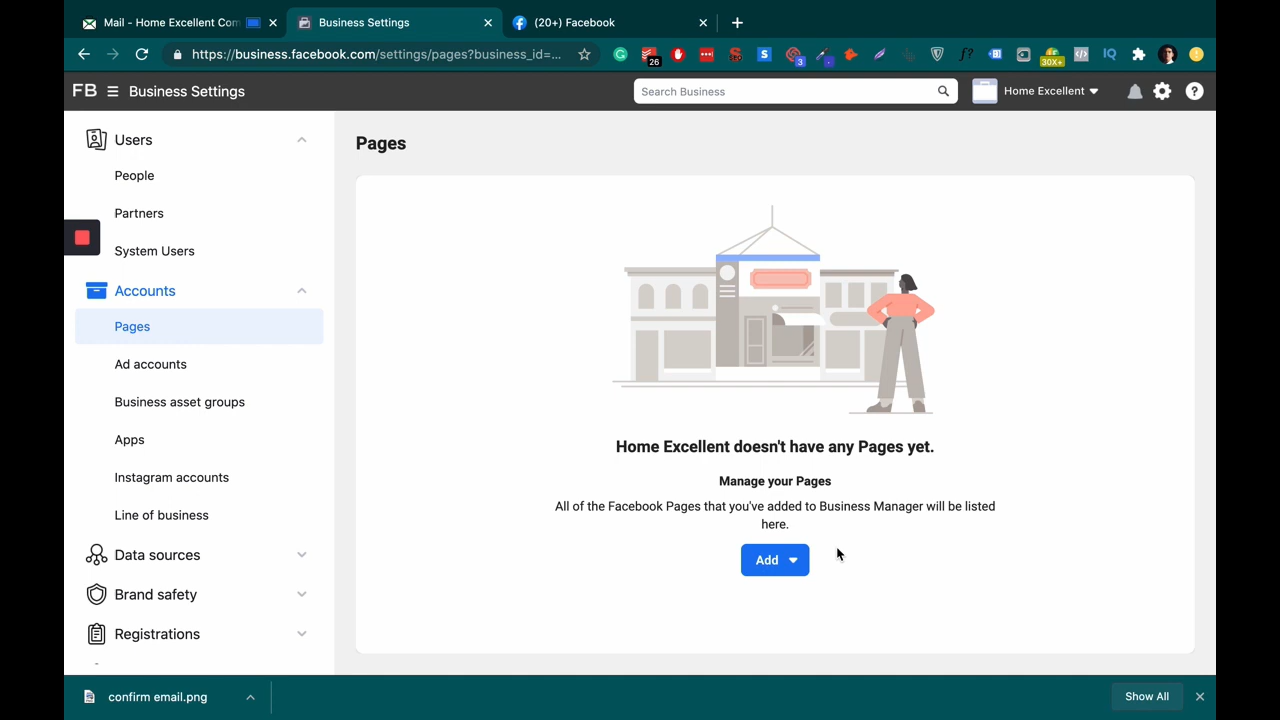 Mail - Home Excellent Com
Business Settings
(20+) Facebook
https://business.facebook.com/settings/pages?business_id=...
26
3
f?
IQ
30X+
FB
Business Settings
Search Business
Home Excellent
Users
People
Partners
System Users
Accounts
Pages
Ad accounts
Business asset groups
Apps
Instagram accounts
Line of business
Data sources
Brand safety
Registrations
Pages
Home Excellent doesn't have any Pages yet.
Manage your Pages
All of the Facebook Pages that you've added to Business Manager will be listed
here.
Add
confirm email.png
Show All